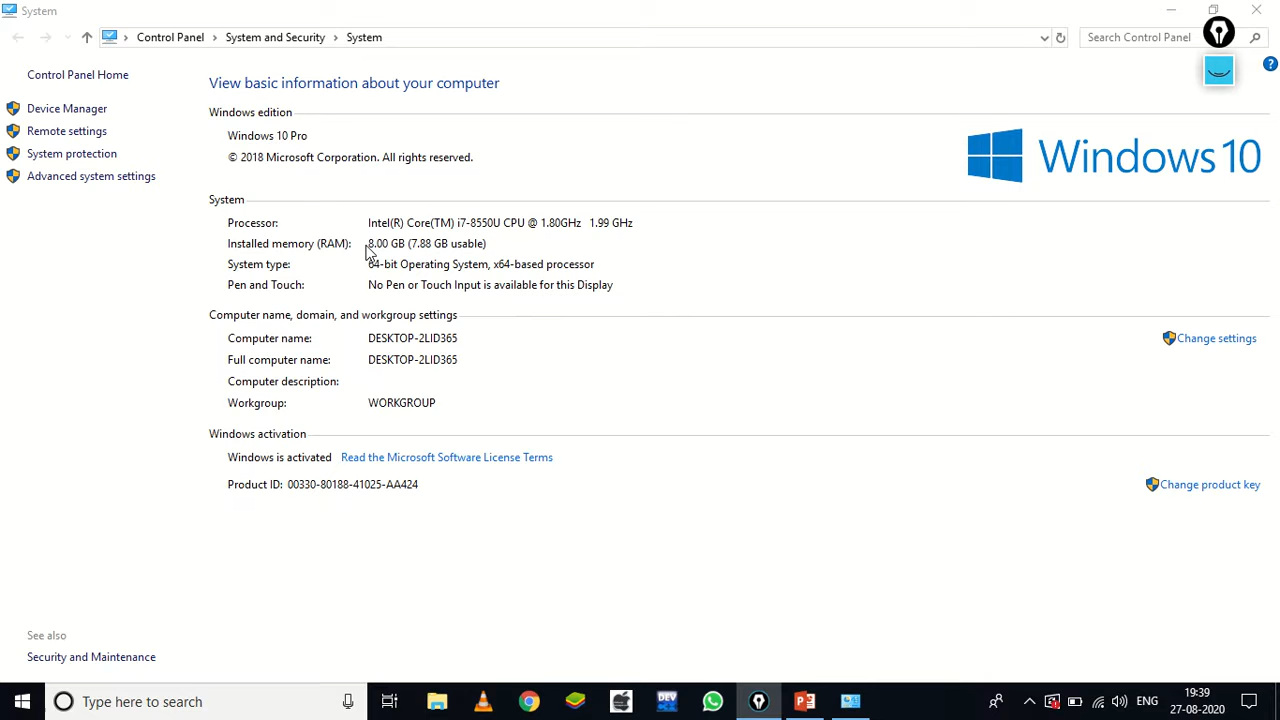 System
Control Panel > System and Security > System
Search Control Panel
Control Panel Home
Device Manager
Remote settings
System protection
Advanced system settings
View basic information about your computer
Windows edition
Windows 10 Pro
© 2018 Microsoft Corporation. All rights reserved.
Windows 10
System
Processor: Intel(R) Core(TM) i7-8550U CPU @ 1.80GHz 1.99 GHz
Installed memory (RAM): 8.00 GB (7.88 GB usable)
System type: 64-bit Operating System, x64-based processor
Pen and Touch: No Pen or Touch Input is available for this Display
Computer name, domain, and workgroup settings
Computer name: DESKTOP-2LID365
Change settings
Full computer name: DESKTOP-2LID365
Computer description:
Workgroup: WORKGROUP
Windows activation
Windows is activated Read the Microsoft Software License Terms
Product ID: 00330-80188-41025-AA424
Change product key
See also
Security and Maintenance
Type here to search
DEV
ENG
19:39
27-08-2020